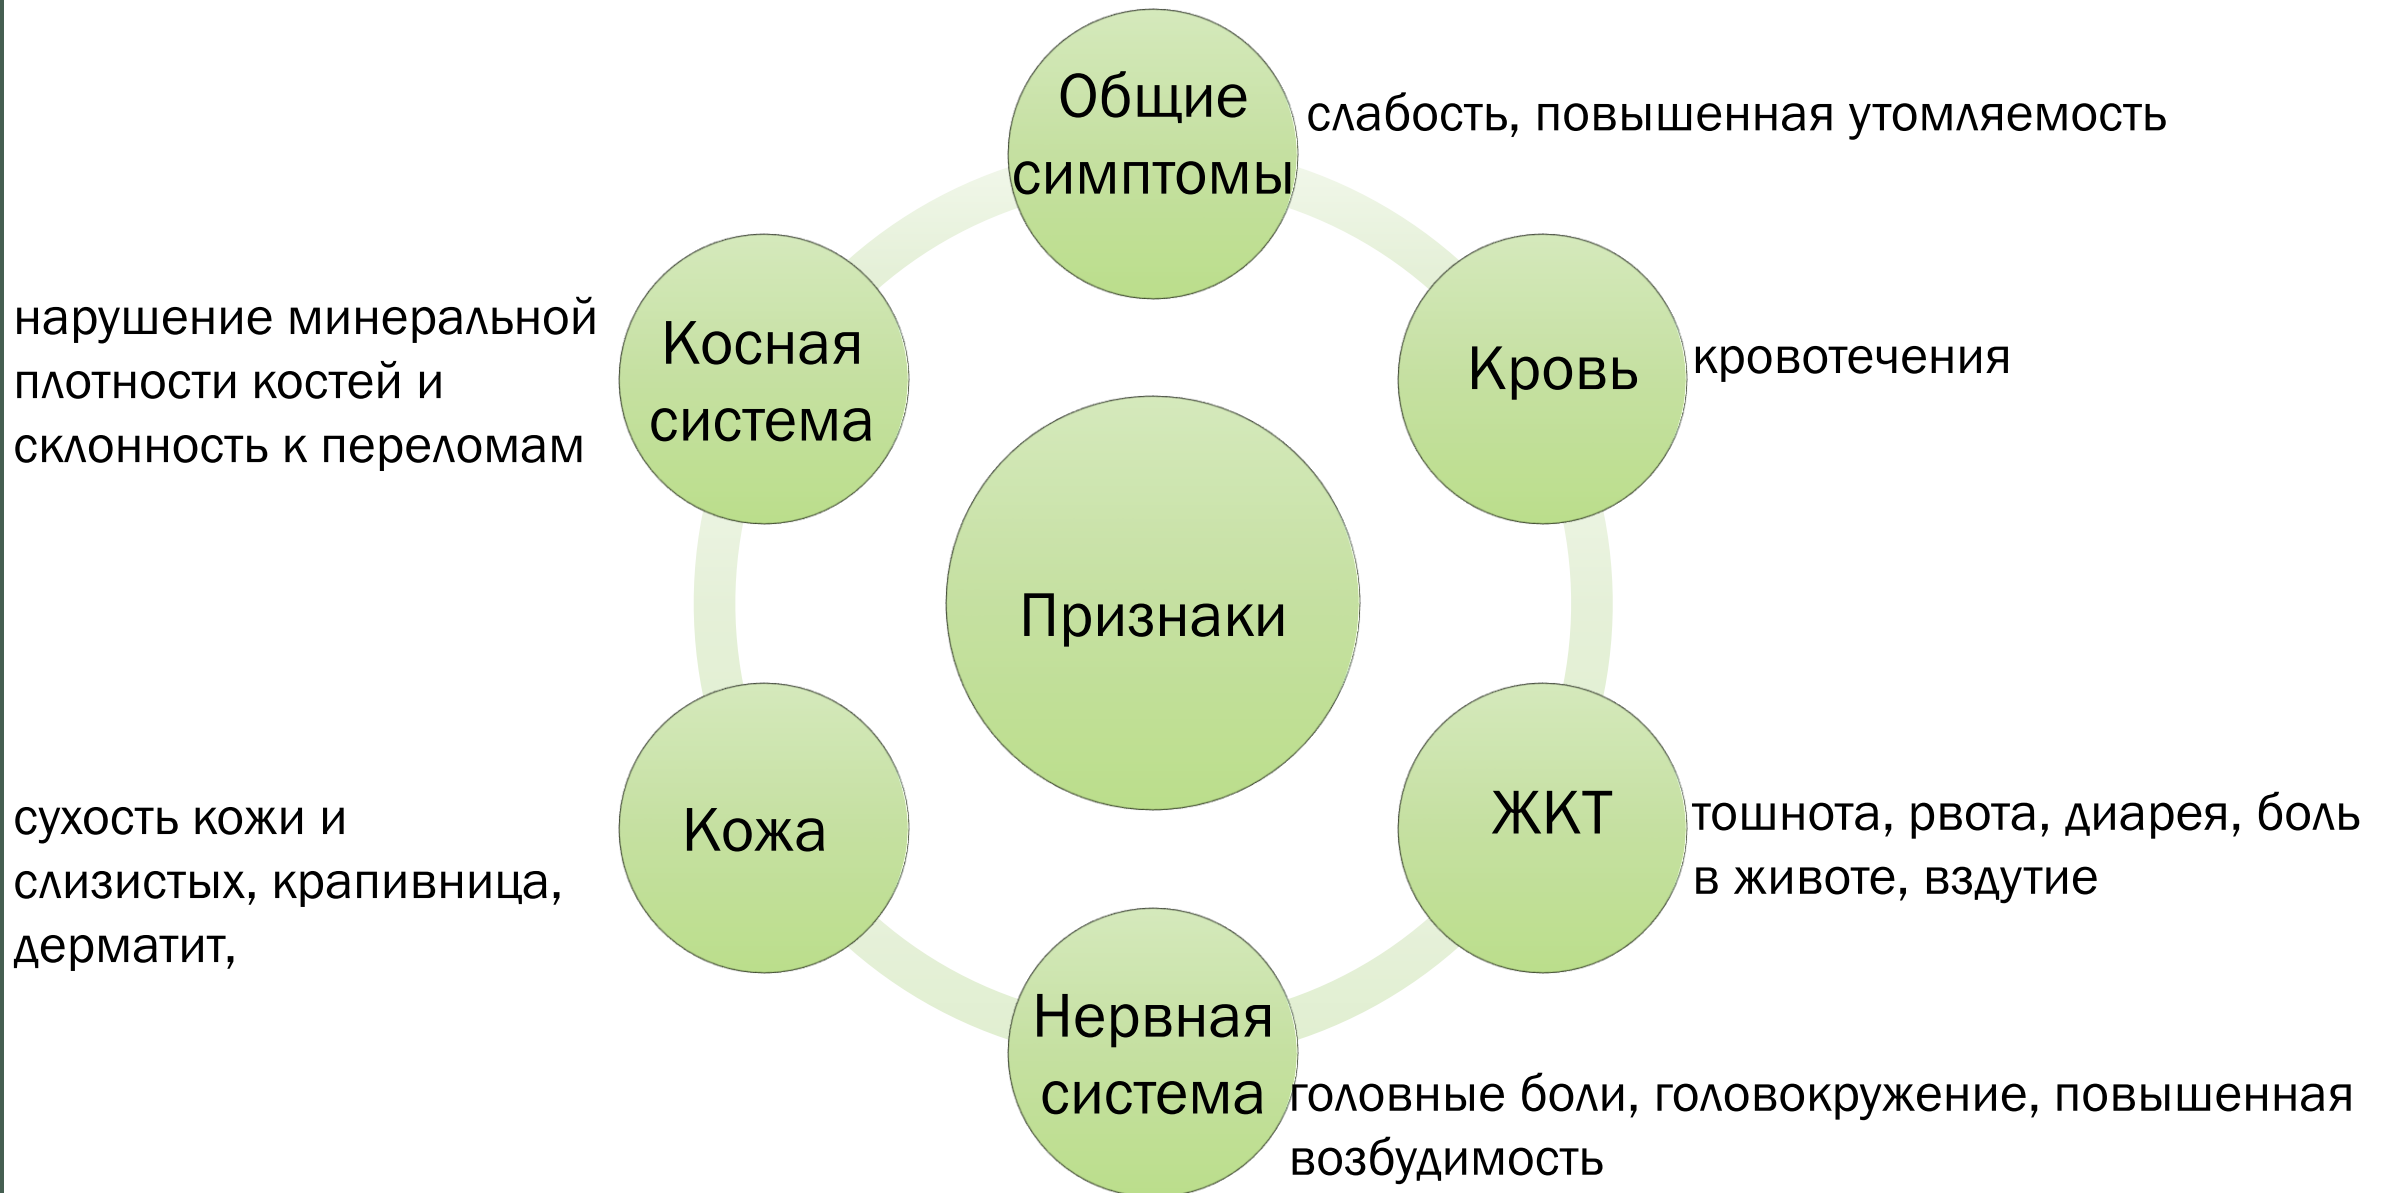 Общие
симптомы
слабость, повышенная утомляемость
Кровь
кровотечения
ЖКТ
тошнота, рвота, диарея, боль
в животе, вздутие
Нервная
система
головные боли, головокружение, повышенная
возбудимость
Кожа
сухость кожи и
слизистых, крапивница,
дерматит,
Косная
система
нарушение минеральной
плотности костей и
склонность к переломам
Признаки